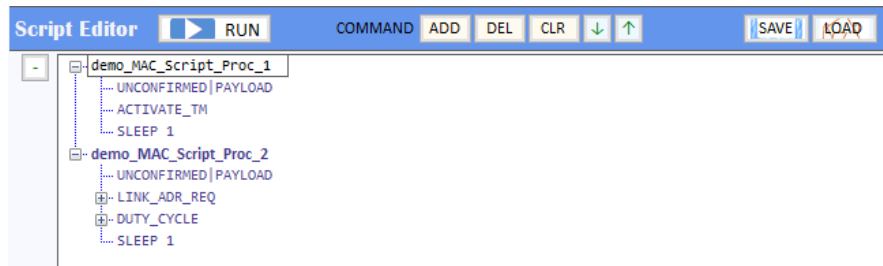 Script Editor RUN COMMAND ADD DEL CLR ↓ ↑ SAVE LOAD
- demo_MAC_Script_Proc_1
UNCONFIRMED|PAYLOAD
ACTIVATE_TM
SLEEP 1
demo_MAC_Script_Proc_2
UNCONFIRMED|PAYLOAD
LINK_ADR_REQ
DUTY_CYCLE
SLEEP 1